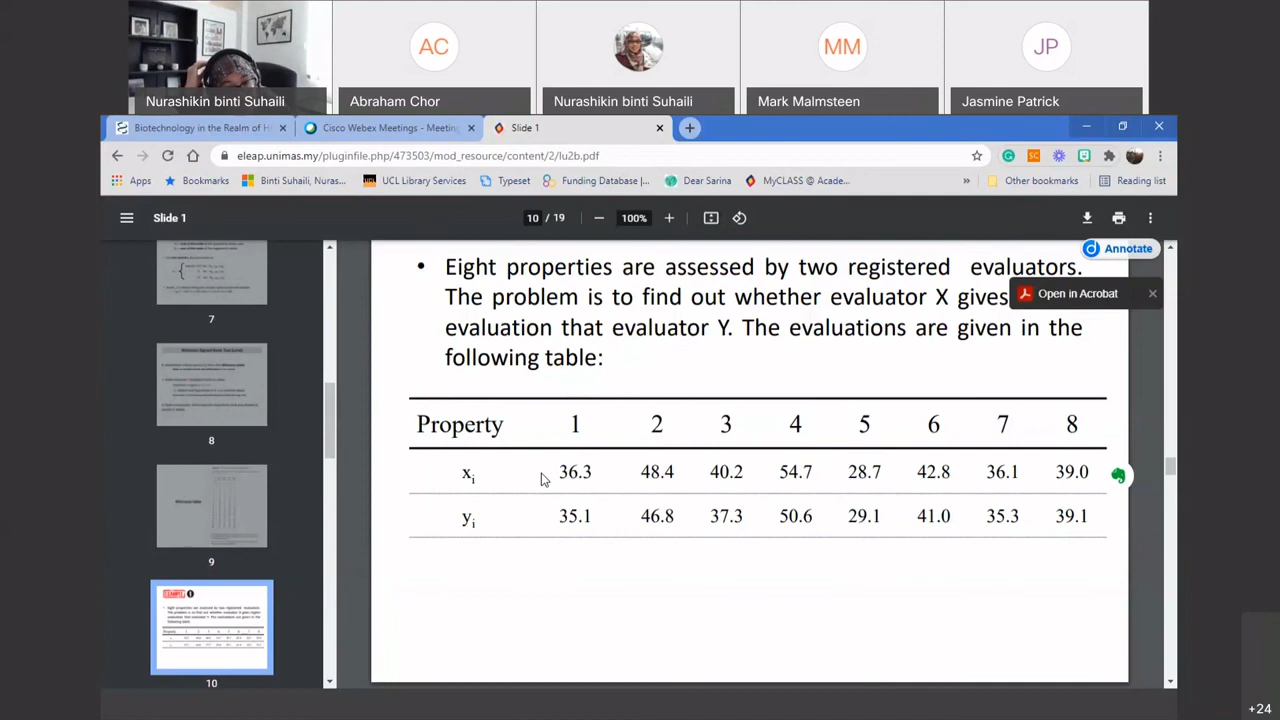 AC
MM
JP
Nurashikin binti Suhaili
Abraham Chor
Nurashikin binti Suhaili
Mark Malmsteen
Jasmine Patrick
Biotechnology in the Realm of H
Cisco Webex Meetings - Meeting
Slide 1
eleap.unimas.my/pluginfile.php/473503/mod_resource/content/2/lu2b.pdf
Apps
Bookmarks
Binti Suhaili, Nuras...
UCL Library Services
Typeset
Funding Database |...
Dear Sarina
MyCLASS @ Acade...
»
Other bookmarks
Reading list
Slide 1
10 / 19
100%
Annotate
Open in Acrobat
7
8
9
10
• Eight properties are assessed by two registered evaluators.
The problem is to find out whether evaluator X gives
evaluation that evaluator Y. The evaluations are given in the
following table:
Property 1 2 3 4 5 6 7 8
xi 36.3 48.4 40.2 54.7 28.7 42.8 36.1 39.0
yi 35.1 46.8 37.3 50.6 29.1 41.0 35.3 39.1
+24